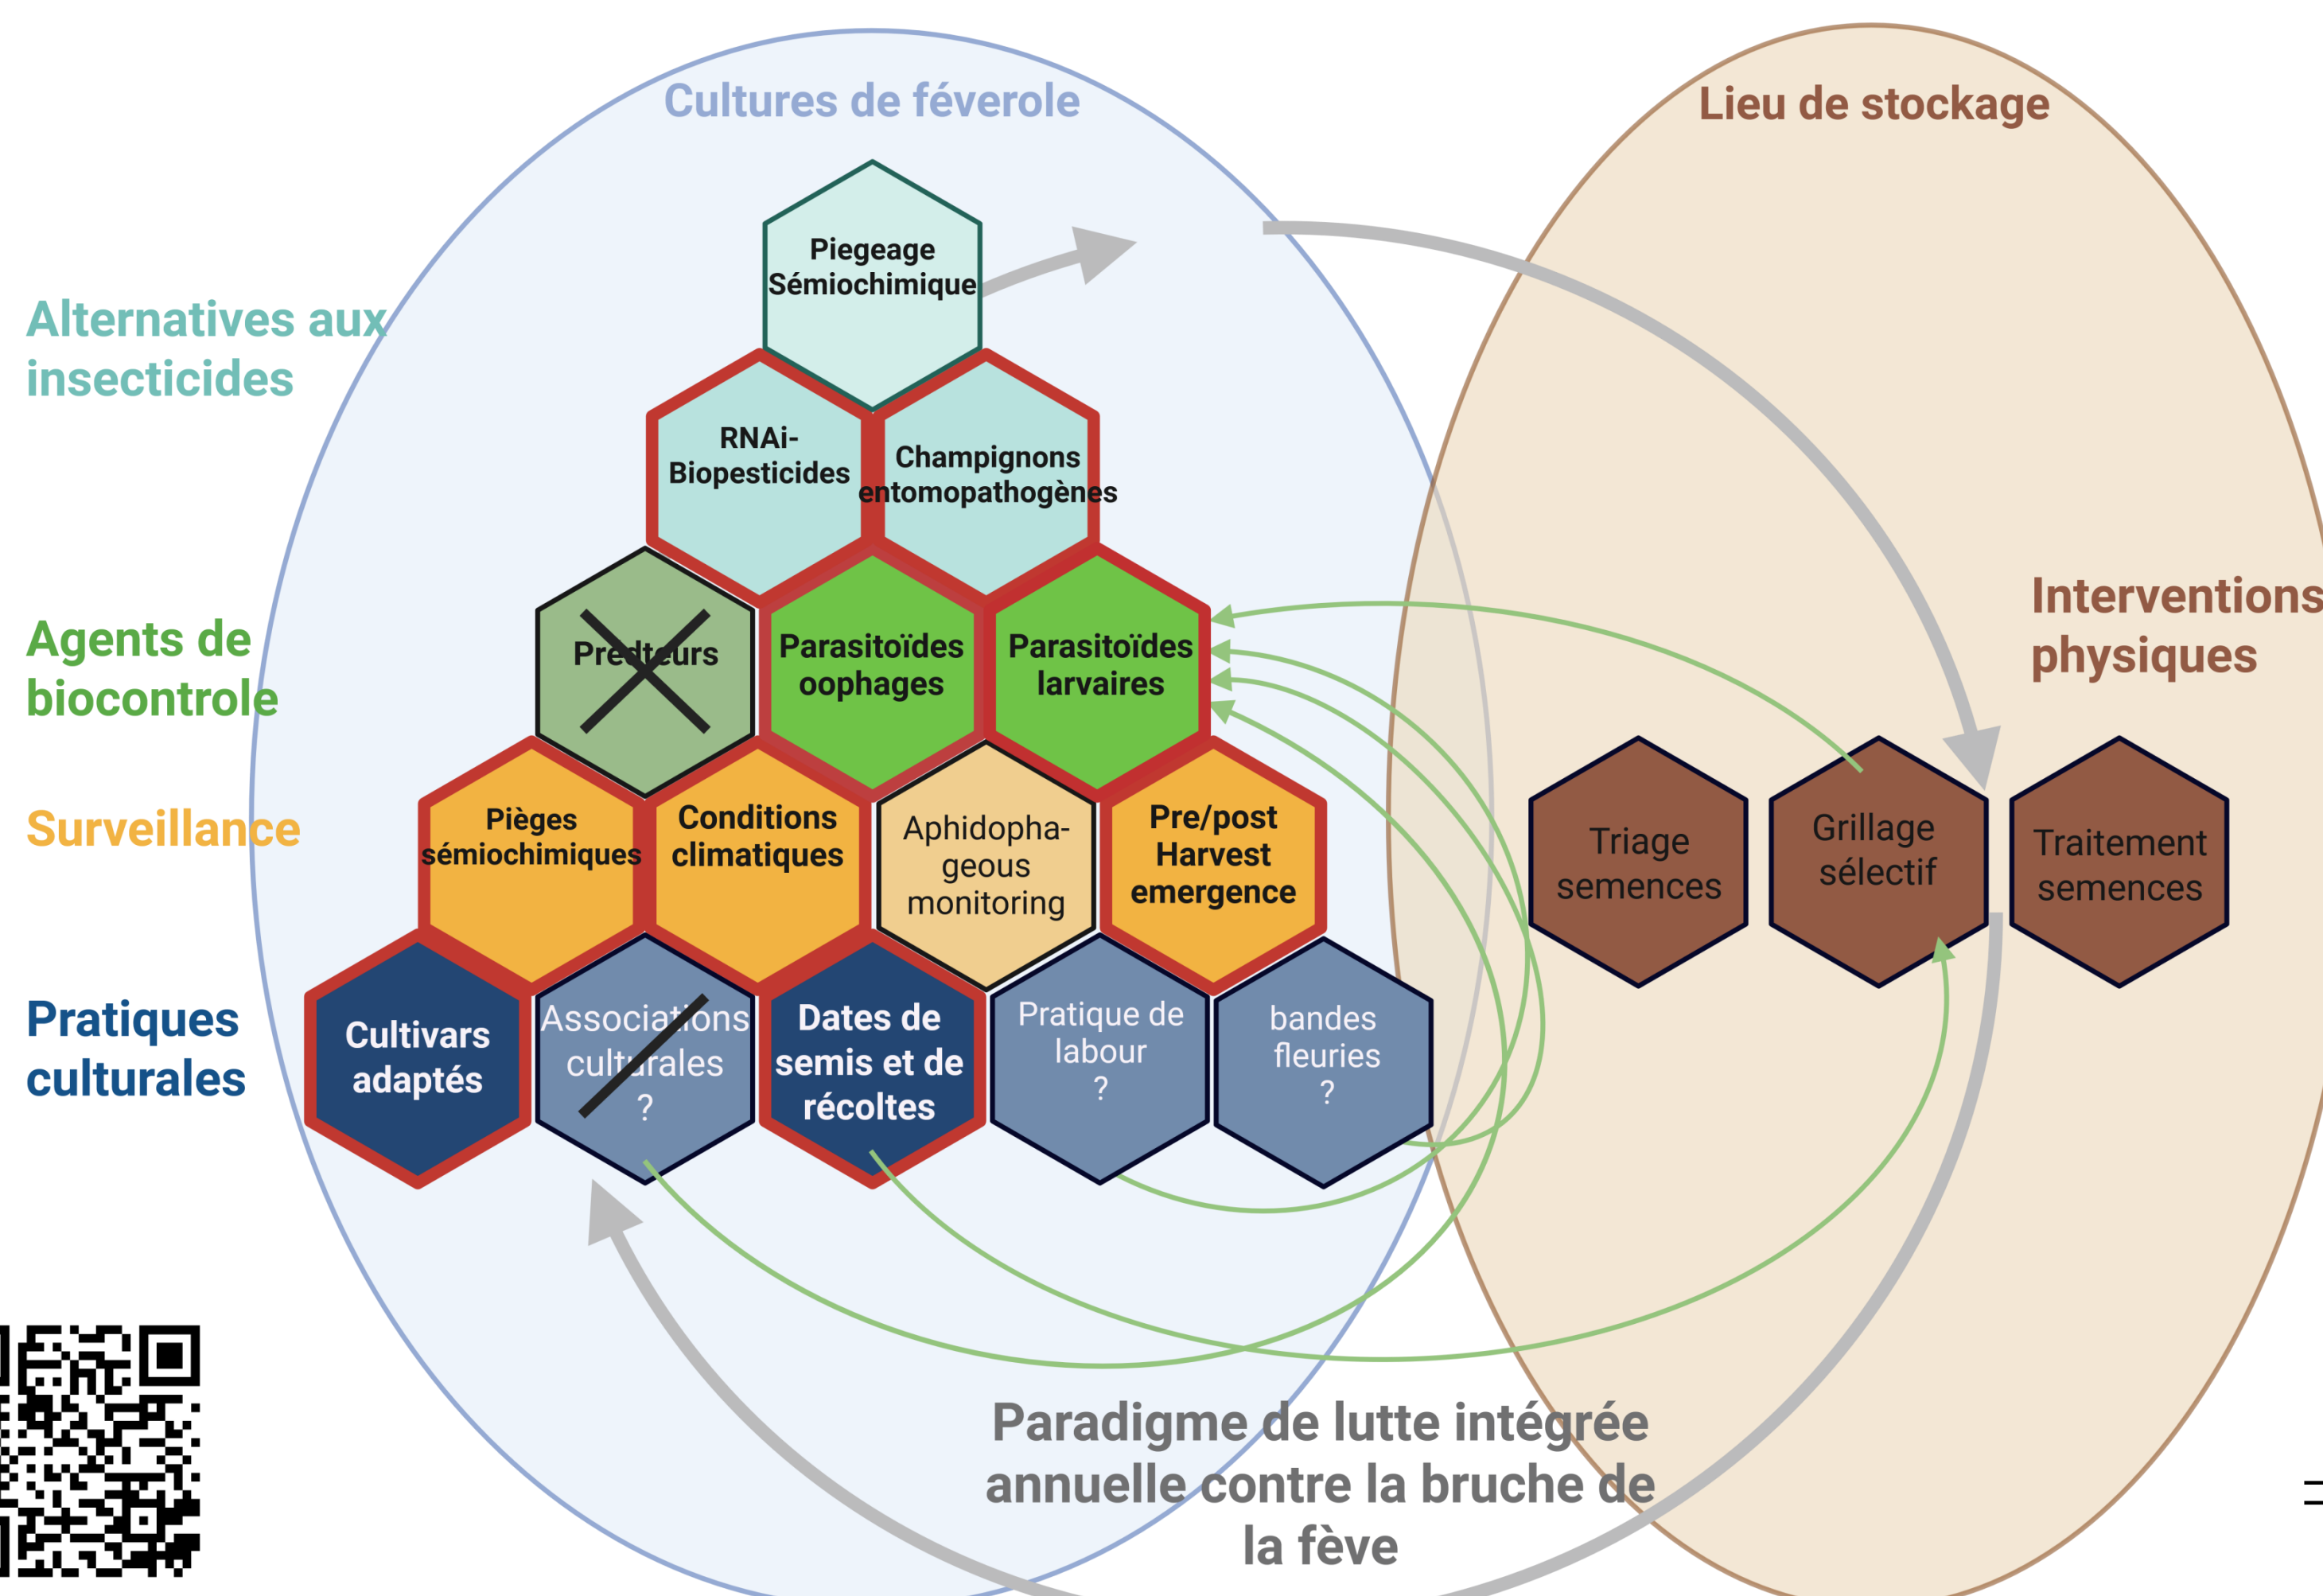 Cultures de féverole
Lieu de stockage
Piegeage
Sémiochimique
Alternatives aux
insecticides
RNAi-
Biopesticides
Champignons
entomopathogènes
Interventions
physiques
Agents de
biocontrole
Prédteurs
Parasitoïdes
oophages
Parasitoïdes
larvaires
Surveillance
Pièges
sémiochimiques
Conditions
climatiques
Aphidopha-
geous
monitoring
Pre/post
Harvest
emergence
Triage
semences
Grillage
sélectif
Traitement
semences
Pratiques
culturales
Cultivars
adaptés
Associations
culturales
?
Dates de
semis et de
récoltes
Pratique de
labour
?
bandes
fleuries
?
Paradigme de lutte intégrée
annuelle contre la bruche de
la fève